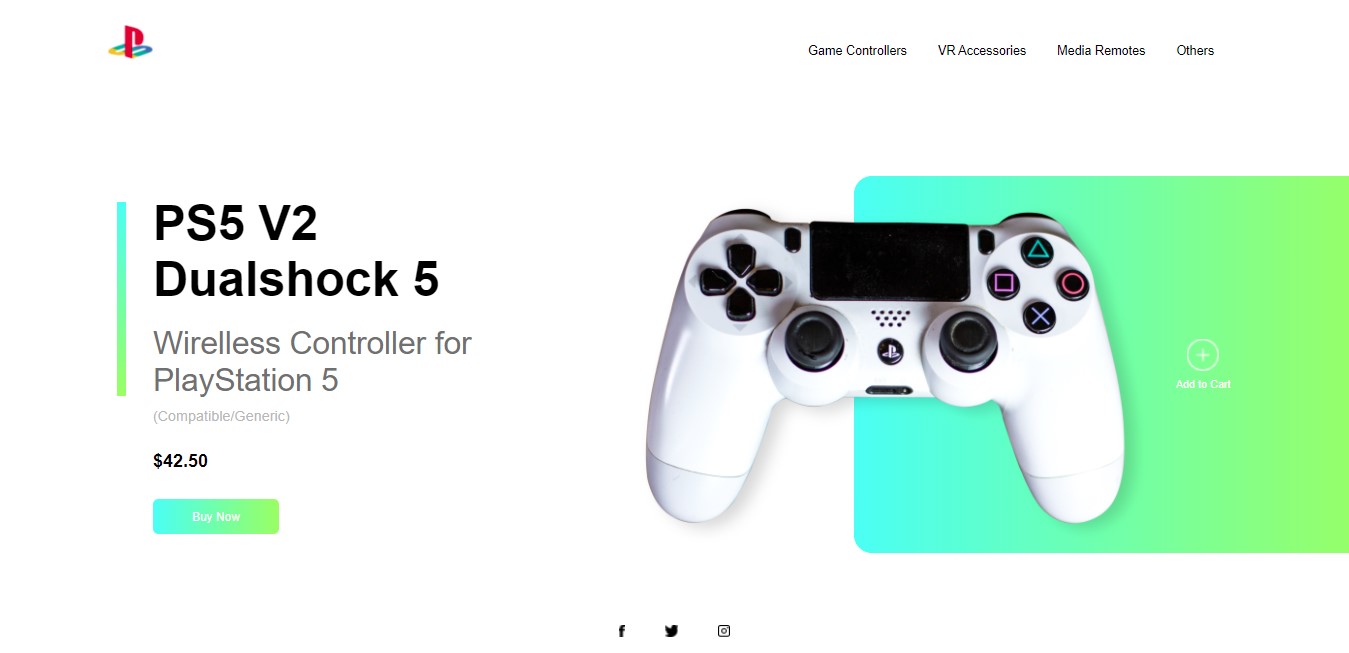 Game Controllers VR Accessories Media Remotes Others
PS5 V2
Dualshock 5
Wirelless Controller for
PlayStation 5
(Compatible/Generic)
$42.50
Buy Now
Add to Cart